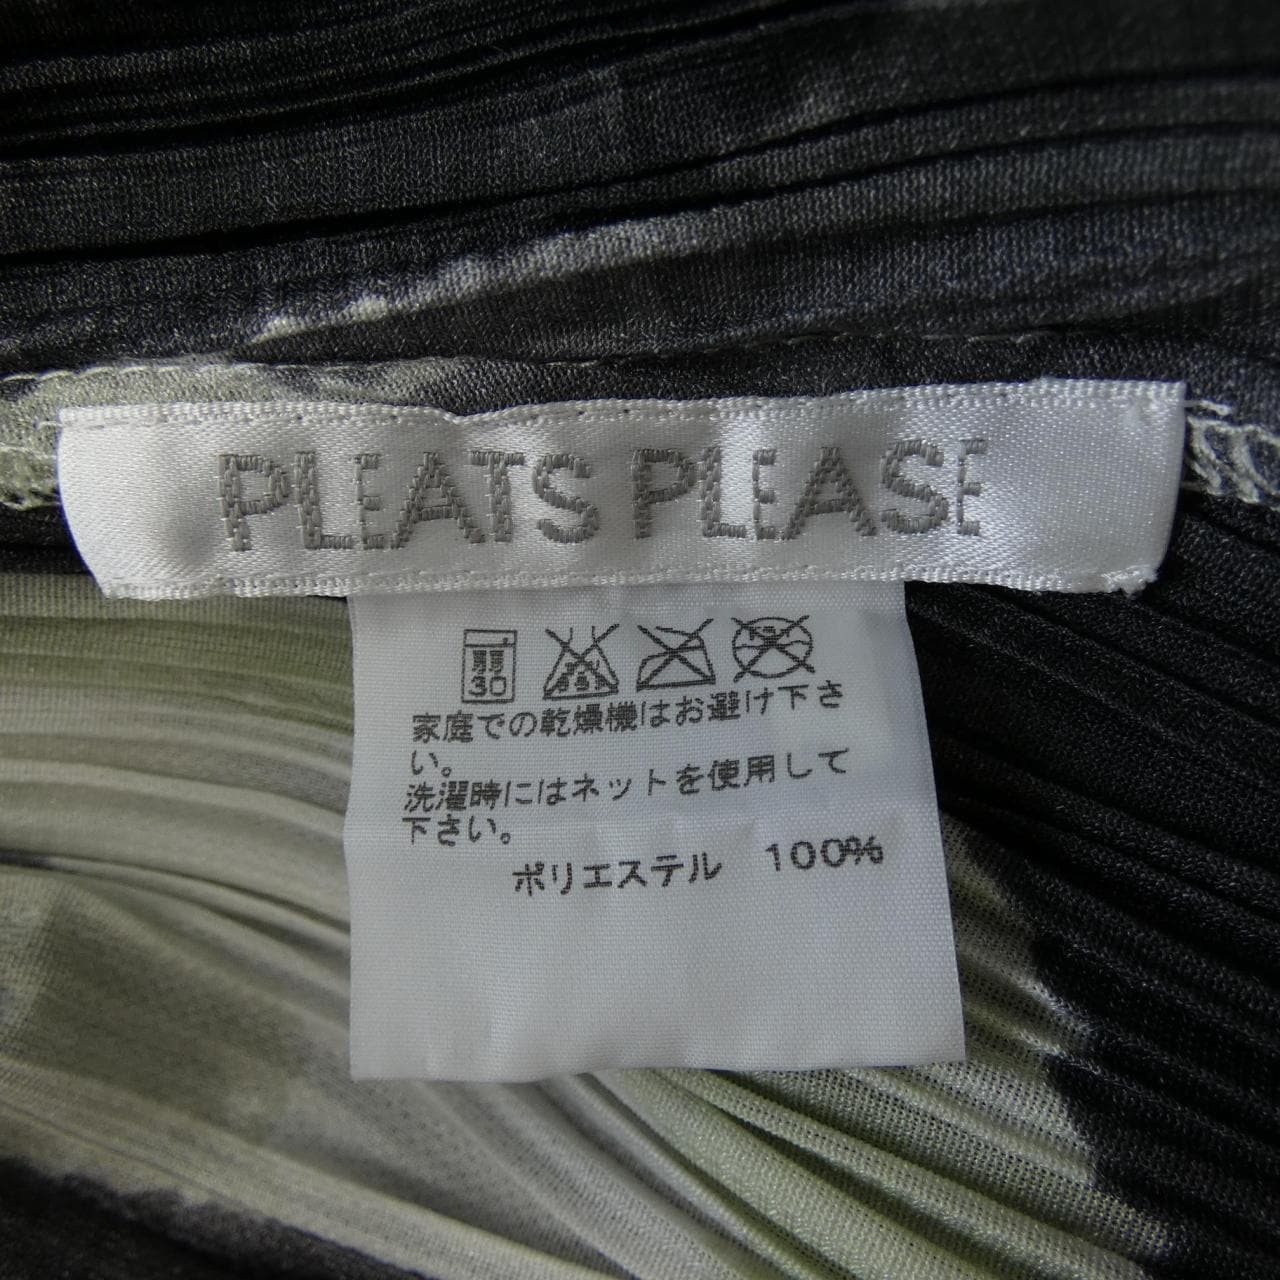 PLEATS PLEASE
弱 30
家庭での乾燥機はお避け下さ
い。
洗濯時にはネットを使用して
下さい。
ポリエステル 100%